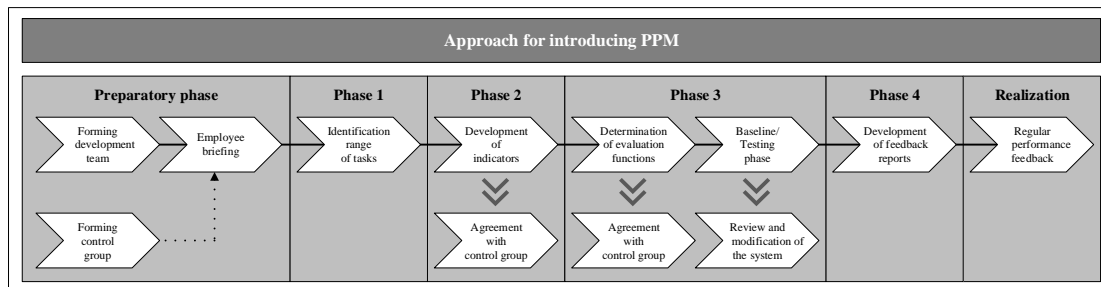 Approach for introducing PPM
Preparatory phase
Phase 1
Phase 2
Phase 3
Phase 4
Realization
Forming
development
team
Employee
briefing
Identification
range
of tasks
Development
of
indicators
Determination
of evaluation
functions
Baseline/
Testing
phase
Development
of feedback
reports
Regular
performance
feedback
Forming
control
group
Agreement
with
control group
Agreement
with
control group
Review and
modification of
the system